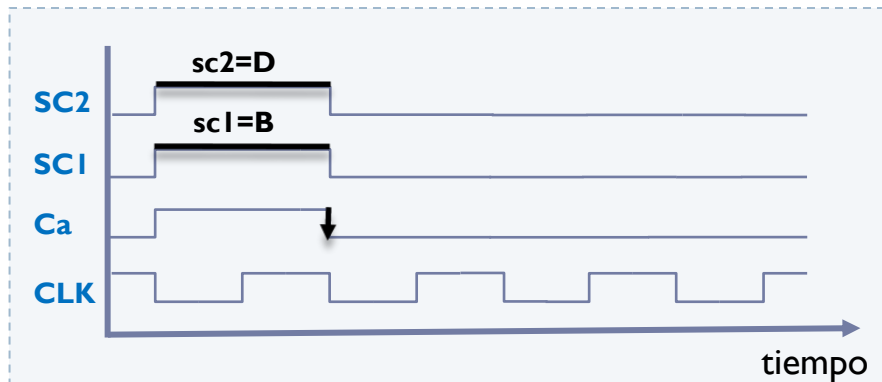 sc2=D
SC2
sc1=B
SC1
Ca
CLK
tiempo